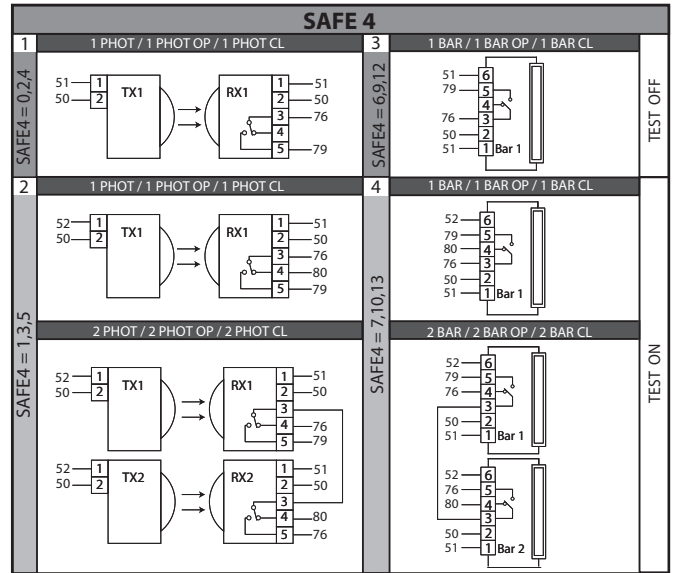 SAFE 4
1
1 PHOT / 1 PHOT OP / 1 PHOT CL
SAFE4 = 0,2,4
51 1
50 2
TX1
RX1
1 51
2 50
3 76
4
5 79
3
1 BAR / 1 BAR OP / 1 BAR CL
SAFE4 = 6,9,12
51 6
79 5
4
76 3
50 2
51 1 Bar 1
TEST OFF
2
1 PHOT / 1 PHOT OP / 1 PHOT CL
SAFE4 = 1,3,5
52 1
50 2
TX1
RX1
1 51
2 50
3 76
4 80
5 79
2 PHOT / 2 PHOT OP / 2 PHOT CL
52 1
50 2
TX1
RX1
1 51
2 50
3
4 76
5 79
52 1
50 2
TX2
RX2
1 51
2 50
3
4 80
5 76
4
1 BAR / 1 BAR OP / 1 BAR CL
SAFE4 = 7,10,13
52 6
79 5
80 4
76 3
50 2
51 1 Bar 1
2 BAR / 2 BAR OP / 2 BAR CL
52 6
79 5
76 4
3
50 2
51 1 Bar 1
52 6
76 5
80 4
3
50 2
51 1 Bar 2
TEST ON